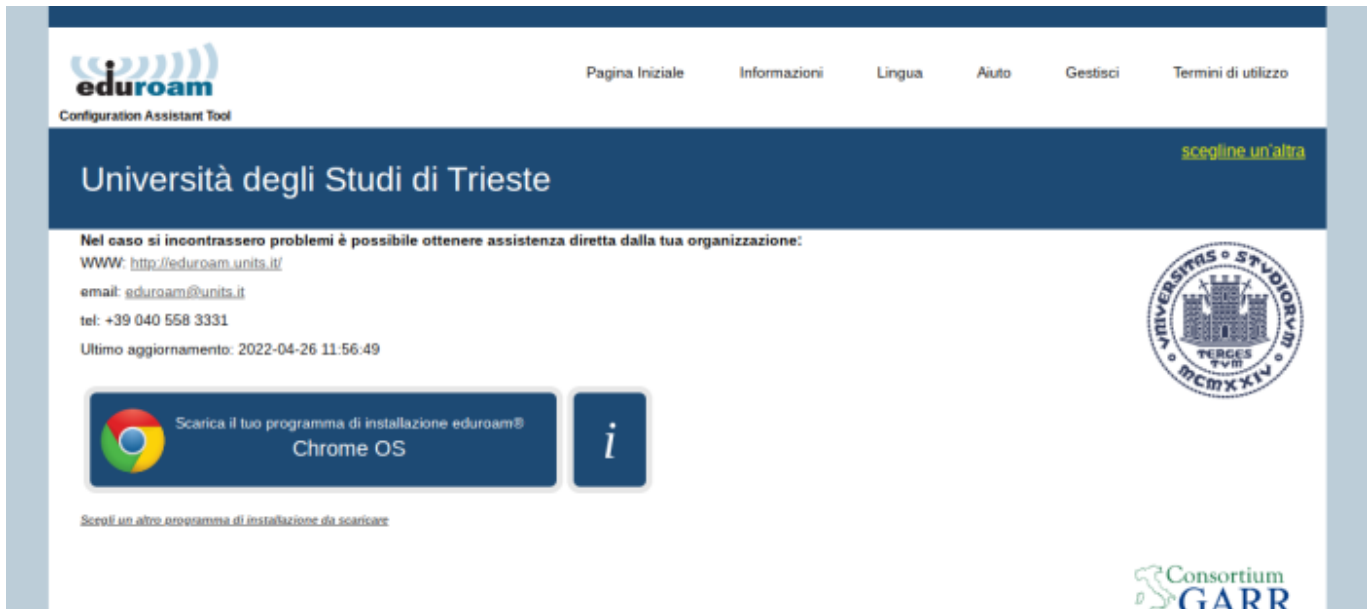 eduroam
Configuration Assistant Tool
Pagina Iniziale Informazioni Lingua Aiuto Gestisci Termini di utilizzo
scegline un'altra
Università degli Studi di Trieste
Nel caso si incontrassero problemi è possibile ottenere assistenza diretta dalla tua organizzazione:
WWW: http://eduroam.units.it/
email: eduroam@units.it
tel: +39 040 558 3331
Ultimo aggiornamento: 2022-04-26 11:56:49
VNIVERSITAS STVDIORVM
TERGES
TVM
MCMXXIV
Scarica il tuo programma di installazione eduroam®
Chrome OS
i
Scegli un altro programma di installazione da scaricare
Consortium
GARR